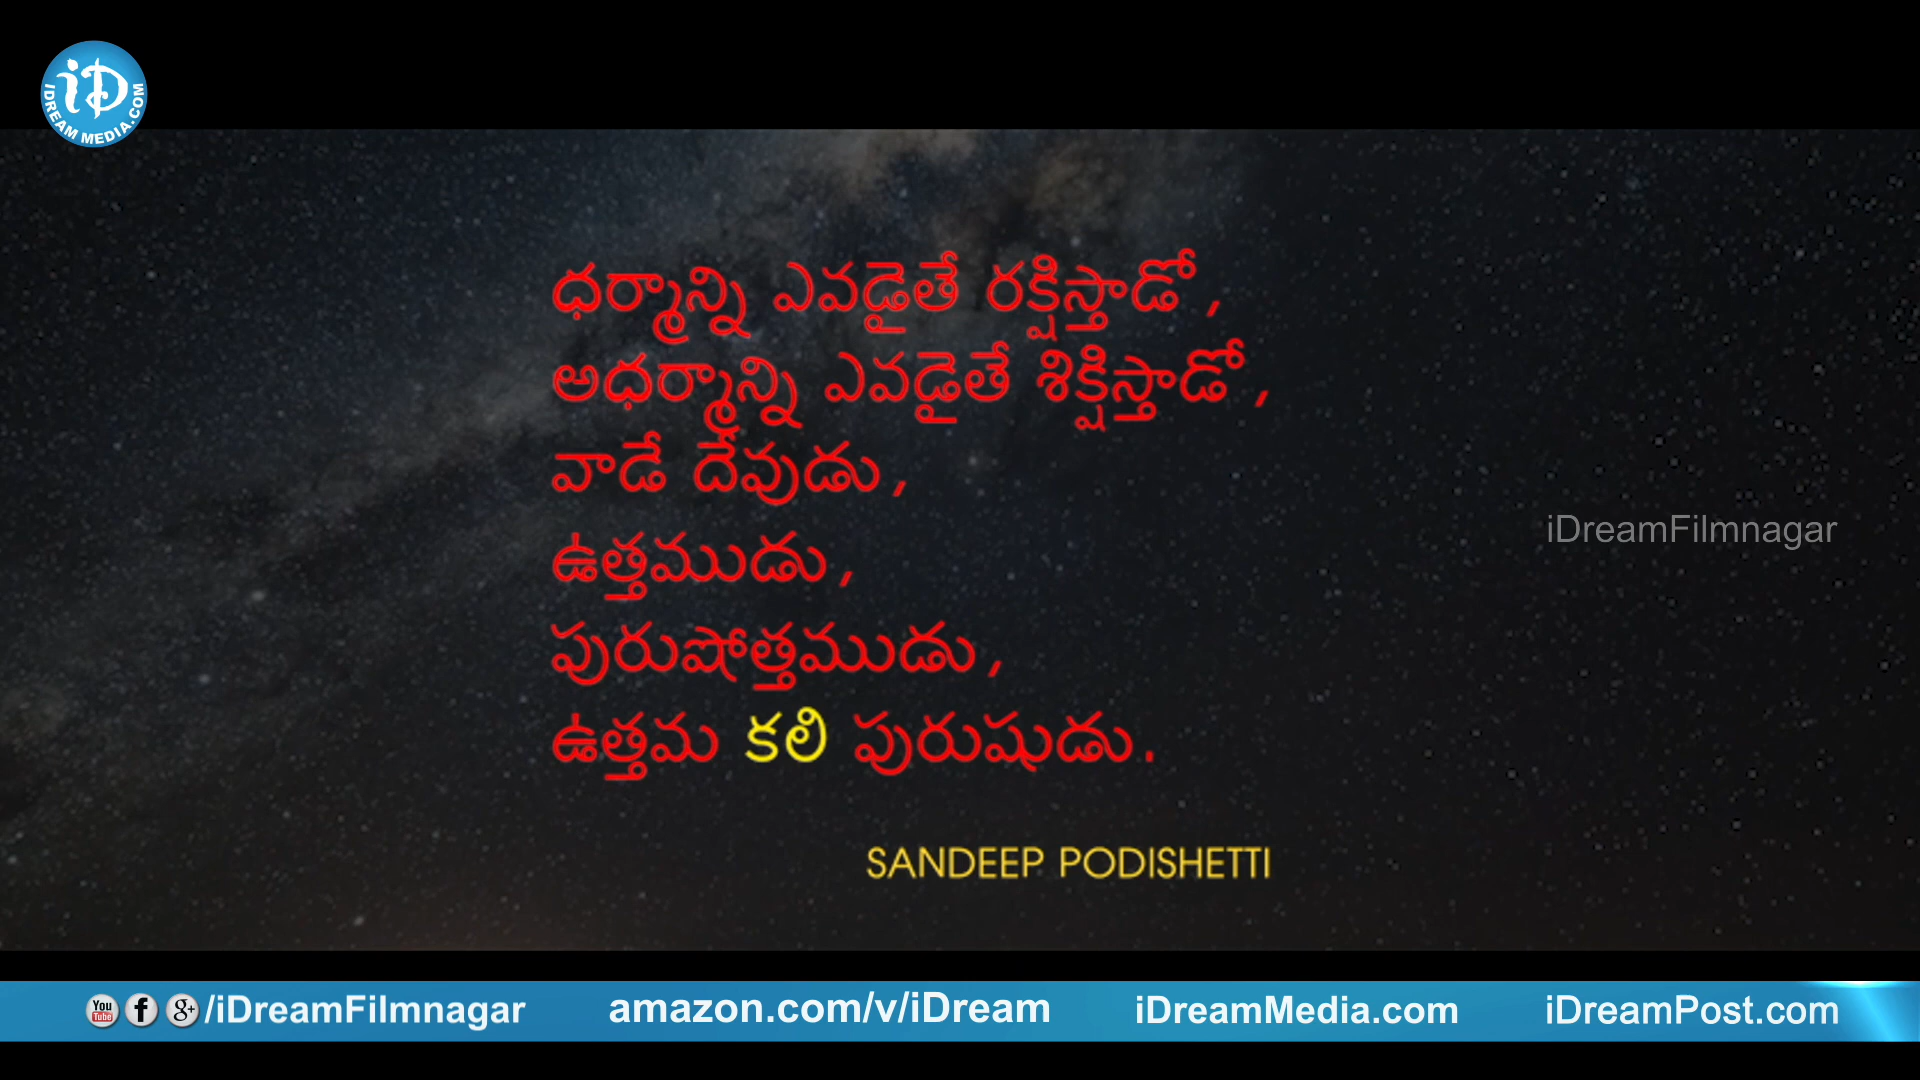 iD
IDREAM MEDIA.COM
ధర్మాన్ని ఎవడైతే రక్షిస్తాడో,
అధర్మాన్ని ఎవడైతే శిక్షిస్తాడో,
వాడే దేవుడు,
ఉత్తముడు,
పురుషోత్తముడు,
ఉత్తమ కలి పురుషుడు.
SANDEEP PODISHETTI
iDreamFilmnagar
You Tube f g+ /iDreamFilmnagar amazon.com/v/iDream iDreamMedia.com iDreamPost.com